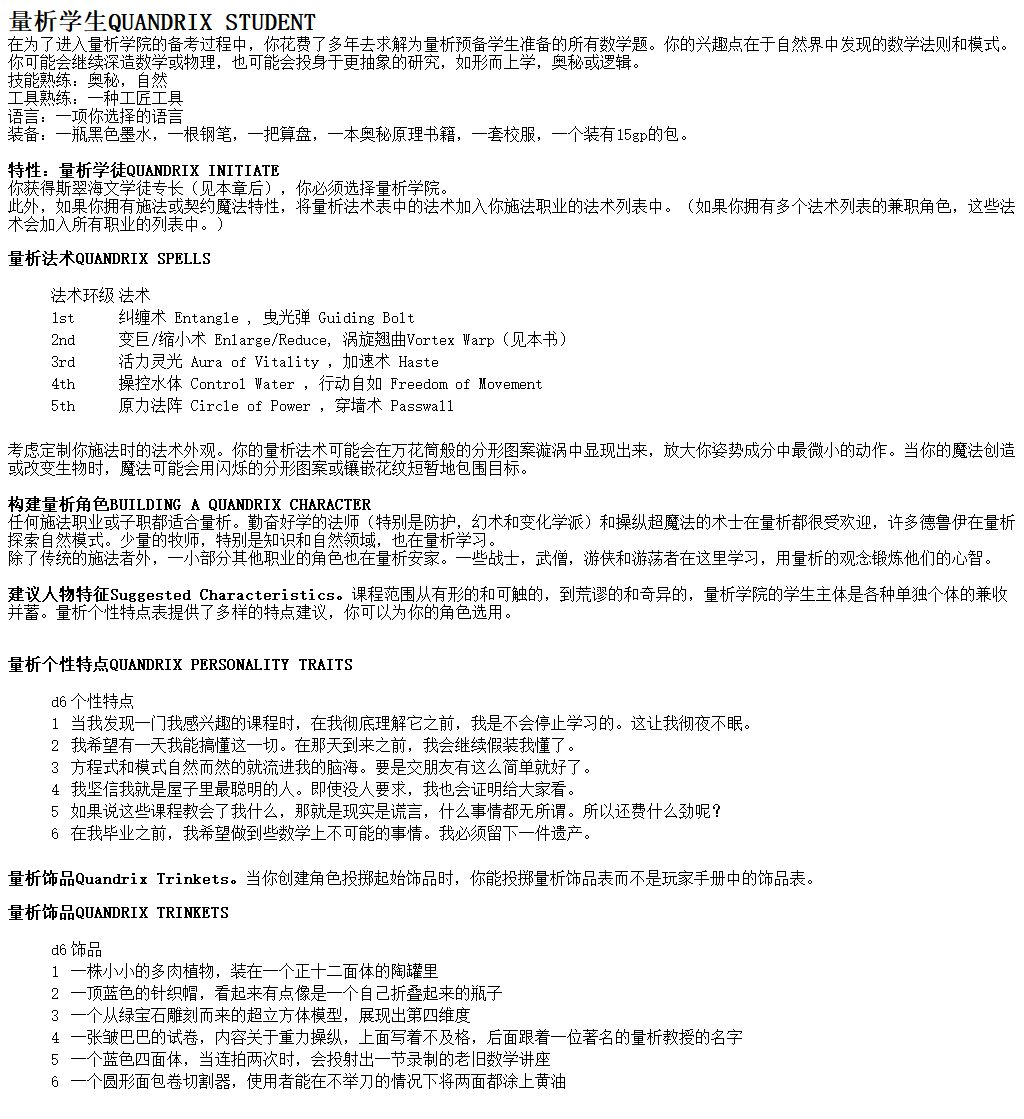 量析学生QUANDRIX STUDENT
在为了进入量析学院的备考过程中，你花费了多年去求解为量析预备学生准备的所有数学题。你的兴趣点在于自然界中发现的数学法则和模式。
你可能会继续深造数学或物理，也可能会投身于更抽象的研究，如形而上学，奥秘或逻辑。
技能熟练：奥秘，自然
工具熟练：一种工匠工具
语言：一项你选择的语言
装备：一瓶黑色墨水，一根钢笔，一把算盘，一本奥秘原理书籍，一套校服，一个装有15gp的包。
特性：量析学徒QUANDRIX INITIATE
你获得斯翠海文学徒专长（见本章后），你必须选择量析学院。
此外，如果你拥有施法或契约魔法特性，将量析法术表中的法术加入你施法职业的法术列表中。（如果你拥有多个法术列表的兼职角色，这些法
术会加入所有职业的列表中。）
量析法术QUANDRIX SPELLS
法术环级 法术
1st 纠缠术 Entangle , 曳光弹 Guiding Bolt
2nd 变巨/缩小术 Enlarge/Reduce, 涡旋翘曲Vortex Warp（见本书）
3rd 活力灵光 Aura of Vitality ，加速术 Haste
4th 操控水体 Control Water ，行动自如 Freedom of Movement
5th 原力法阵 Circle of Power ，穿墙术 Passwall
考虑定制你施法时的法术外观。你的量析法术可能会在万花筒般的分形图案漩涡中显现出来，放大你姿势成分中最微小的动作。当你的魔法创造
或改变生物时，魔法可能会用闪烁的分形图案或镶嵌花纹短暂地包围目标。
构建量析角色BUILDING A QUANDRIX CHARACTER
任何施法职业或子职都适合量析。勤奋好学的法师（特别是防护，幻术和变化学派）和操纵超魔法的术士在量析都很受欢迎，许多德鲁伊在量析
探索自然模式。少量的牧师，特别是知识和自然领域，也在量析学习。
除了传统的施法者外，一小部分其他职业的角色也在量析安家。一些战士，武僧，游侠和游荡者在这里学习，用量析的观念锻炼他们的心智。
建议人物特征Suggested Characteristics。课程范围从有形的和可触的，到荒谬的和奇异的，量析学院的学生主体是各种单独个体的兼收
并蓄。量析个性特点表提供了多样的特点建议，你可以为你的角色选用。
量析个性特点QUANDRIX PERSONALITY TRAITS
d6 个性特点
1 当我发现一门我感兴趣的课程时，在我彻底理解它之前，我是不会停止学习的。这让我彻夜不眠。
2 我希望有一天我能搞懂这一切。在那天到来之前，我会继续假装我懂了。
3 方程式和模式自然而然的就流进我的脑海。要是交朋友有这么简单就好了。
4 我坚信我就是屋子里最聪明的人。即使没人要求，我也会证明给大家看。
5 如果说这些课程教会了我什么，那就是现实是谎言，什么事情都无所谓。所以还费什么劲呢？
6 在我毕业之前，我希望做到些数学上不可能的事情。我必须留下一件遗产。
量析饰品Quandrix Trinkets。当你创建角色投掷起始饰品时，你能投掷量析饰品表而不是玩家手册中的饰品表。
量析饰品QUANDRIX TRINKETS
d6 饰品
1 一株小小的多肉植物，装在一个正十二面体的陶罐里
2 一顶蓝色的针织帽，看起来有点像是一个自己折叠起来的瓶子
3 一个从绿宝石雕刻而来的超立方体模型，展现出第四维度
4 一张皱巴巴的试卷，内容关于重力操纵，上面写着不及格，后面跟着一位著名的量析教授的名字
5 一个蓝色四面体，当连拍两次时，会投射出一节录制的老旧数学讲座
6 一个圆形面包卷切割器，使用者能在不举刀的情况下将两面都涂上黄油